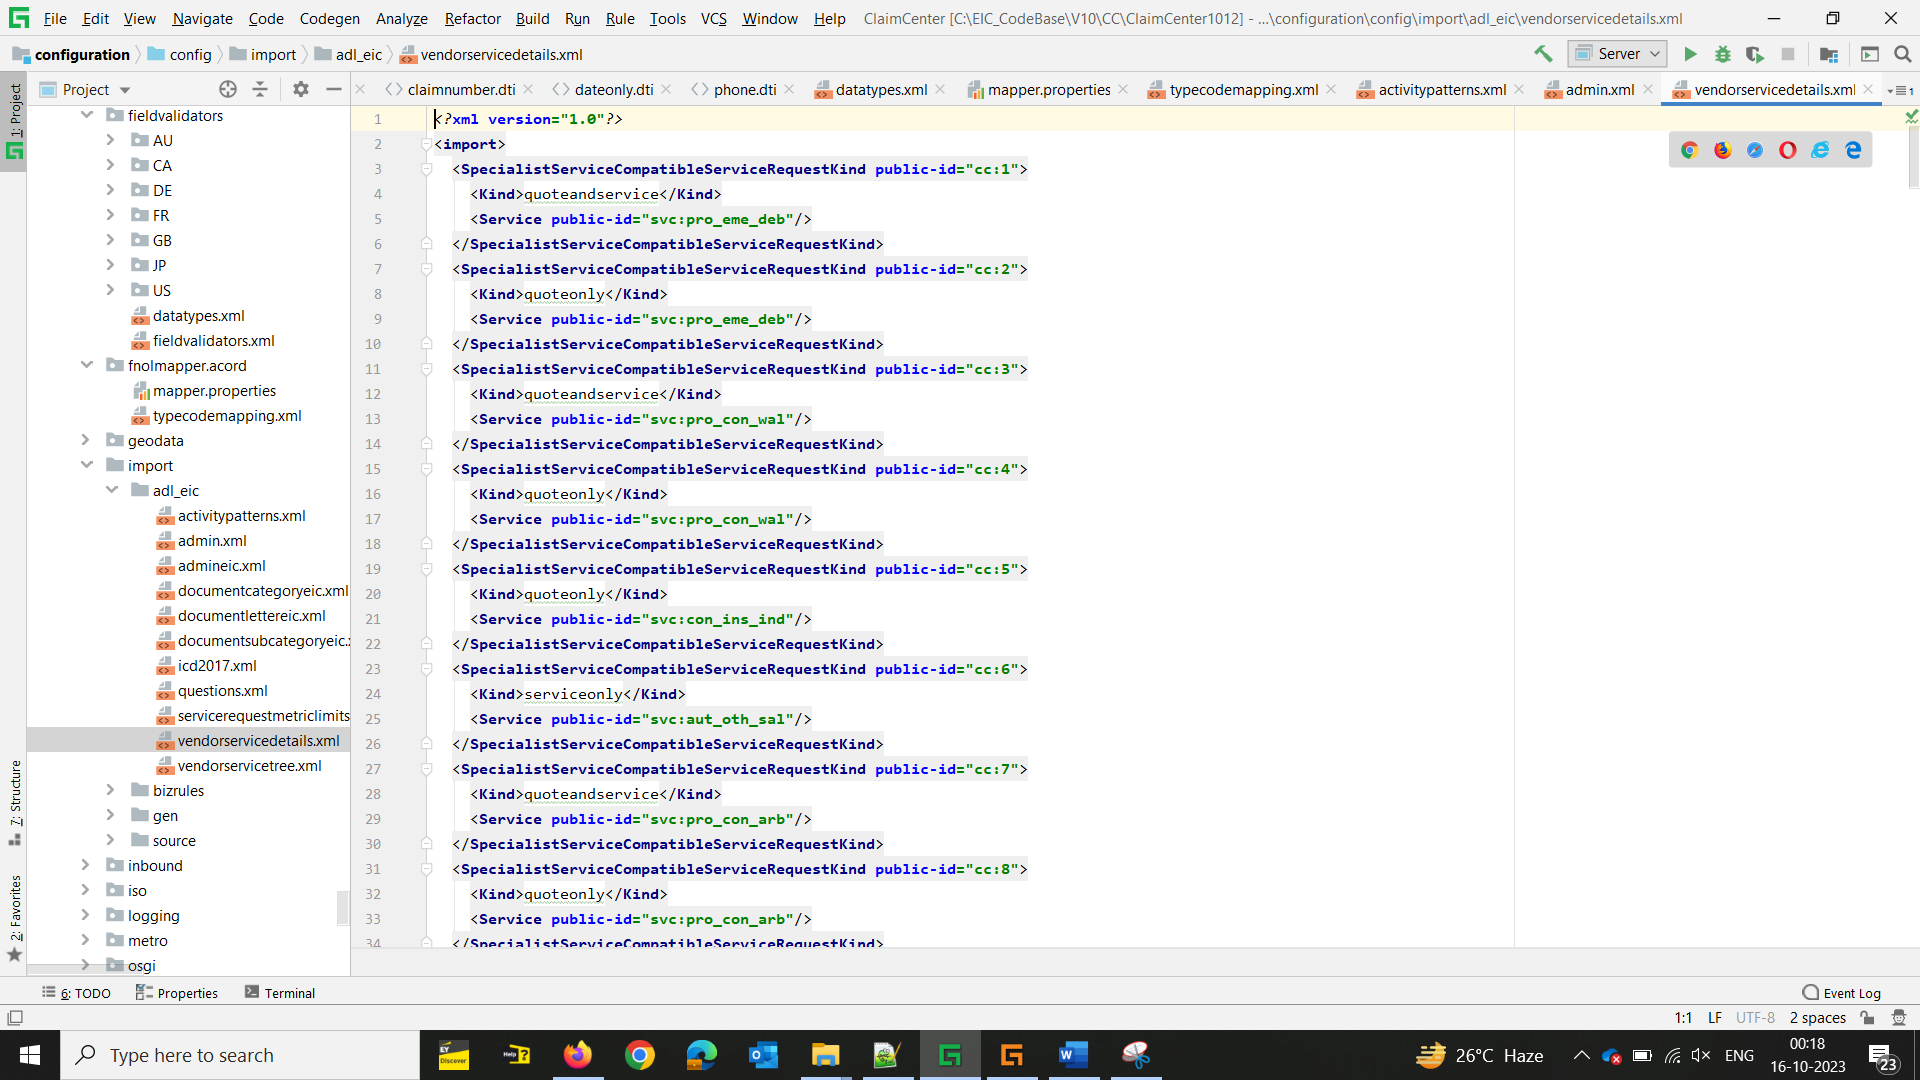 File Edit View Navigate Code Codegen Analyze Refactor Build Run Rule Tools VCS Window Help ClaimCenter [C:\EIC_CodeBase\V10\CC\ClaimCenter1012] - ...\configuration\config\import\adl_eic\vendorservicedetails.xml
configuration config import adl_eic vendorservicedetails.xml Server
Project claimnumber.dti dateonly.dti phone.dti datatypes.xml mapper.properties typecodemapping.xml activitypatterns.xml admin.xml vendorservicedetails.xml 1
1: Project
7: Structure
2: Favorites
fieldvalidators
AU
CA
DE
FR
GB
JP
US
datatypes.xml
fieldvalidators.xml
fnolmapper.acord
mapper.properties
typecodemapping.xml
geodata
import
adl_eic
activitypatterns.xml
admin.xml
admineic.xml
documentcategoryeic.xml
documentlettereic.xml
documentsubcategoryeic.
icd2017.xml
questions.xml
servicerequestmetriclimits
vendorservicedetails.xml
vendorservicetree.xml
bizrules
gen
source
inbound
iso
logging
metro
osgi
1 <?xml version="1.0"?>
2 <import>
3 <SpecialistServiceCompatibleServiceRequestKind public-id="cc:1">
4 <Kind>quoteandservice</Kind>
5 <Service public-id="svc:pro_eme_deb"/>
6 </SpecialistServiceCompatibleServiceRequestKind>
7 <SpecialistServiceCompatibleServiceRequestKind public-id="cc:2">
8 <Kind>quoteonly</Kind>
9 <Service public-id="svc:pro_eme_deb"/>
10 </SpecialistServiceCompatibleServiceRequestKind>
11 <SpecialistServiceCompatibleServiceRequestKind public-id="cc:3">
12 <Kind>quoteandservice</Kind>
13 <Service public-id="svc:pro_con_wal"/>
14 </SpecialistServiceCompatibleServiceRequestKind>
15 <SpecialistServiceCompatibleServiceRequestKind public-id="cc:4">
16 <Kind>quoteonly</Kind>
17 <Service public-id="svc:pro_con_wal"/>
18 </SpecialistServiceCompatibleServiceRequestKind>
19 <SpecialistServiceCompatibleServiceRequestKind public-id="cc:5">
20 <Kind>quoteonly</Kind>
21 <Service public-id="svc:con_ins_ind"/>
22 </SpecialistServiceCompatibleServiceRequestKind>
23 <SpecialistServiceCompatibleServiceRequestKind public-id="cc:6">
24 <Kind>serviceonly</Kind>
25 <Service public-id="svc:aut_oth_sal"/>
26 </SpecialistServiceCompatibleServiceRequestKind>
27 <SpecialistServiceCompatibleServiceRequestKind public-id="cc:7">
28 <Kind>quoteandservice</Kind>
29 <Service public-id="svc:pro_con_arb"/>
30 </SpecialistServiceCompatibleServiceRequestKind>
31 <SpecialistServiceCompatibleServiceRequestKind public-id="cc:8">
32 <Kind>quoteonly</Kind>
33 <Service public-id="svc:pro_con_arb"/>
34 </SpecialistServiceCompatibleServiceRequestKind>
6: TODO Properties Terminal Event Log
1:1 LF UTF-8 2 spaces
Type here to search EY Discover Help ? 26°C Haze ENG 00:18
16-10-2023 23